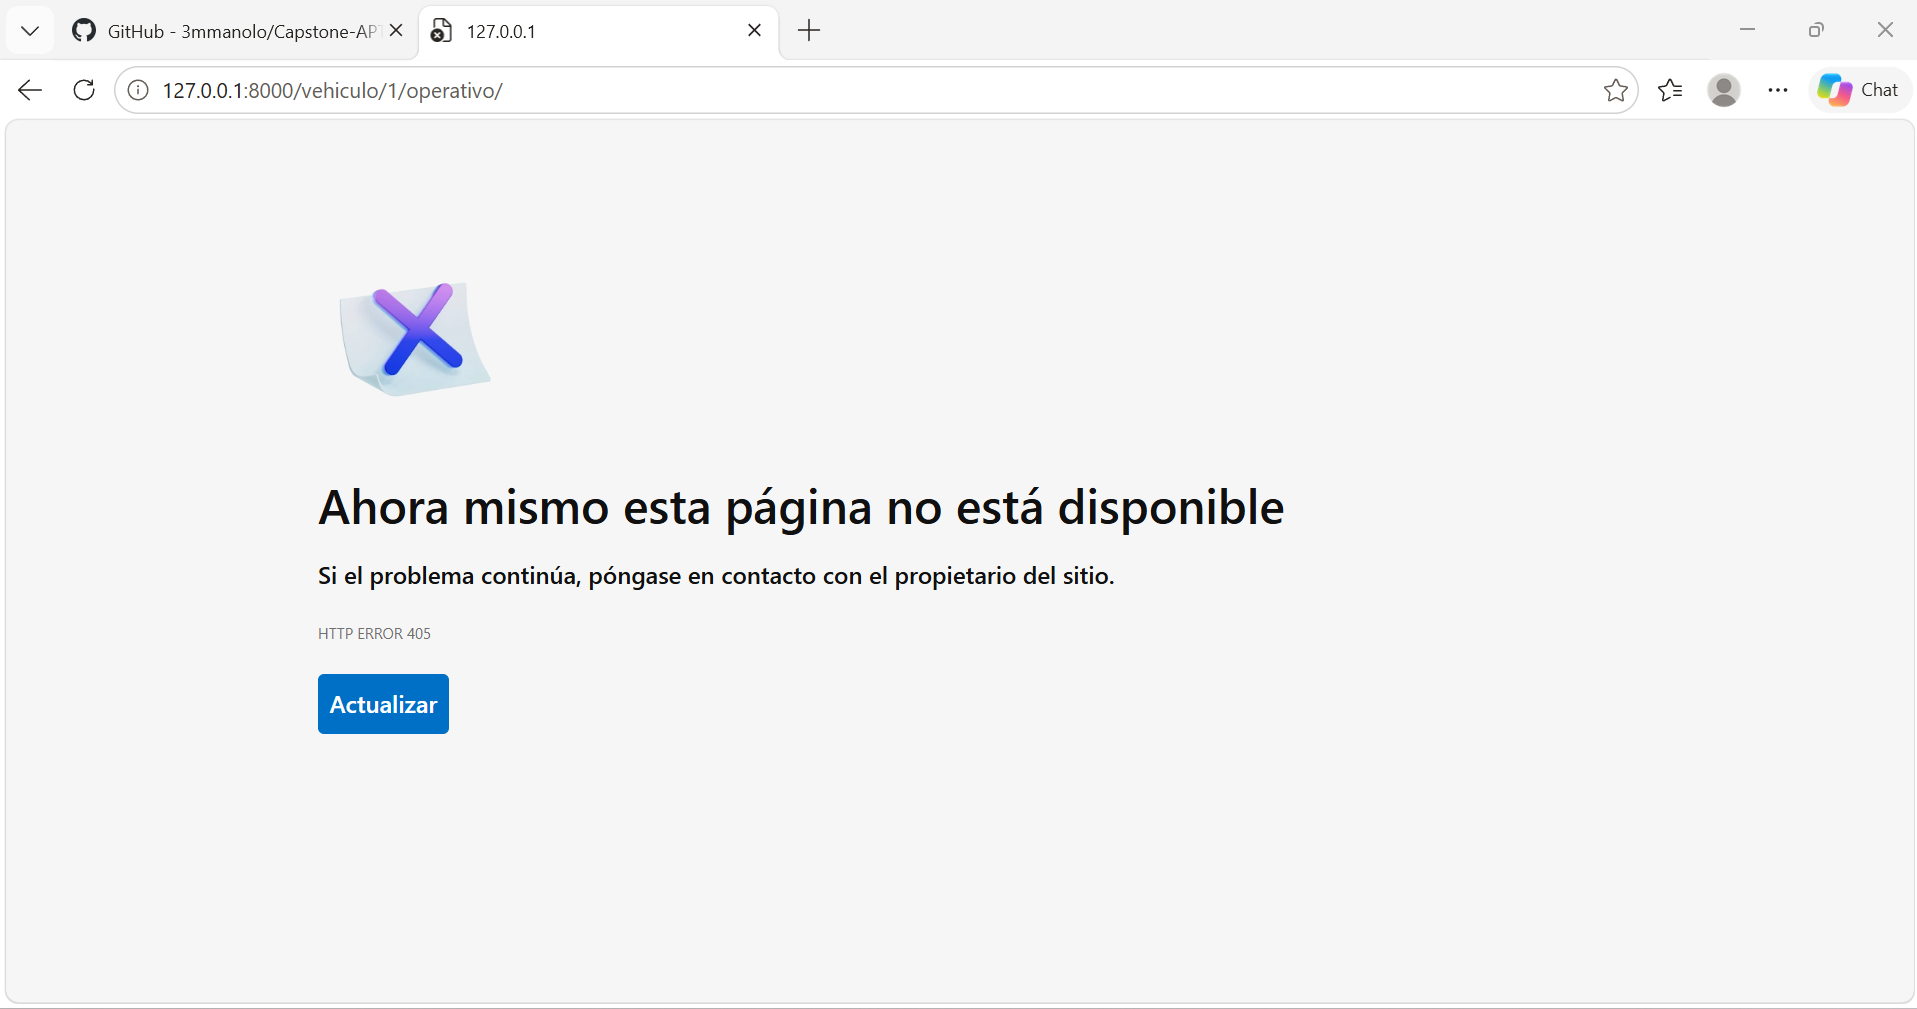 GitHub - 3mmanolo/Capstone-APT
127.0.0.1
127.0.0.1:8000/vehiculo/1/operativo/
Chat
Ahora mismo esta página no está disponible
Si el problema continúa, póngase en contacto con el propietario del sitio.
HTTP ERROR 405
Actualizar